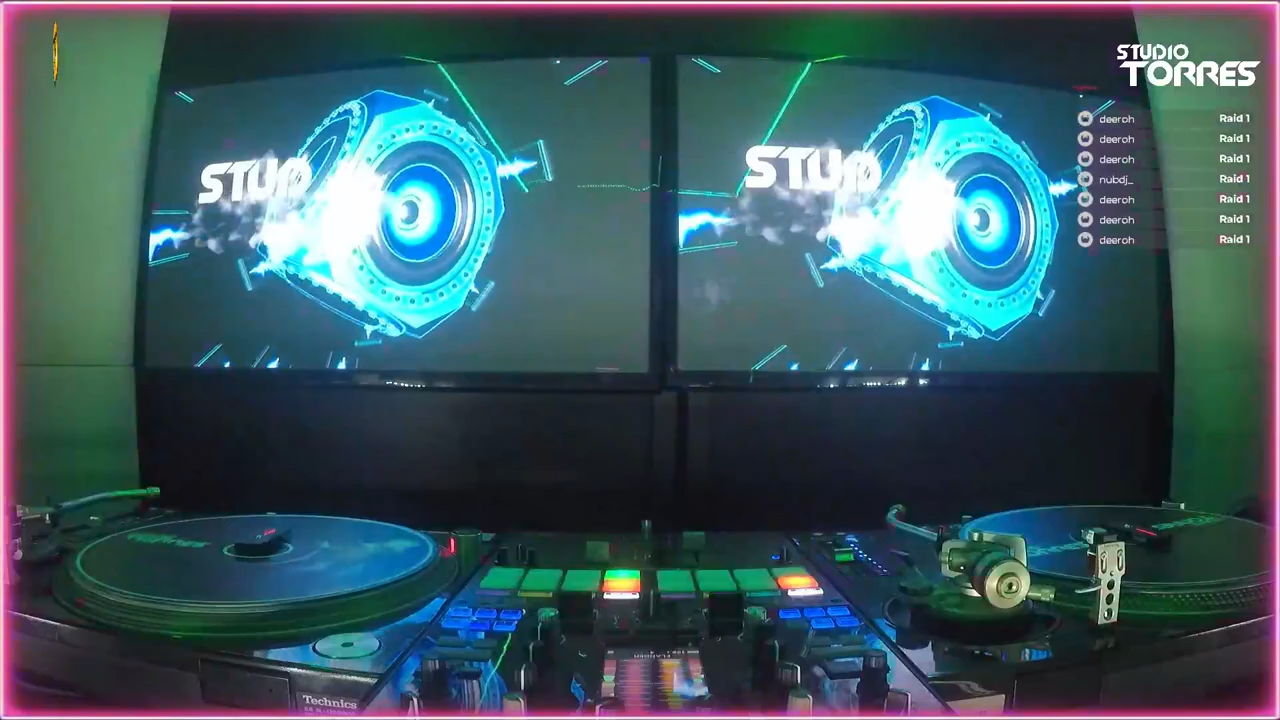 STUDIO
TORRES
STUD
STUD
deeroh Raid 1
deeroh Raid 1
deeroh Raid 1
nubdj_ Raid 1
deeroh Raid 1
deeroh Raid 1
deeroh Raid 1
FLANGER
Technics